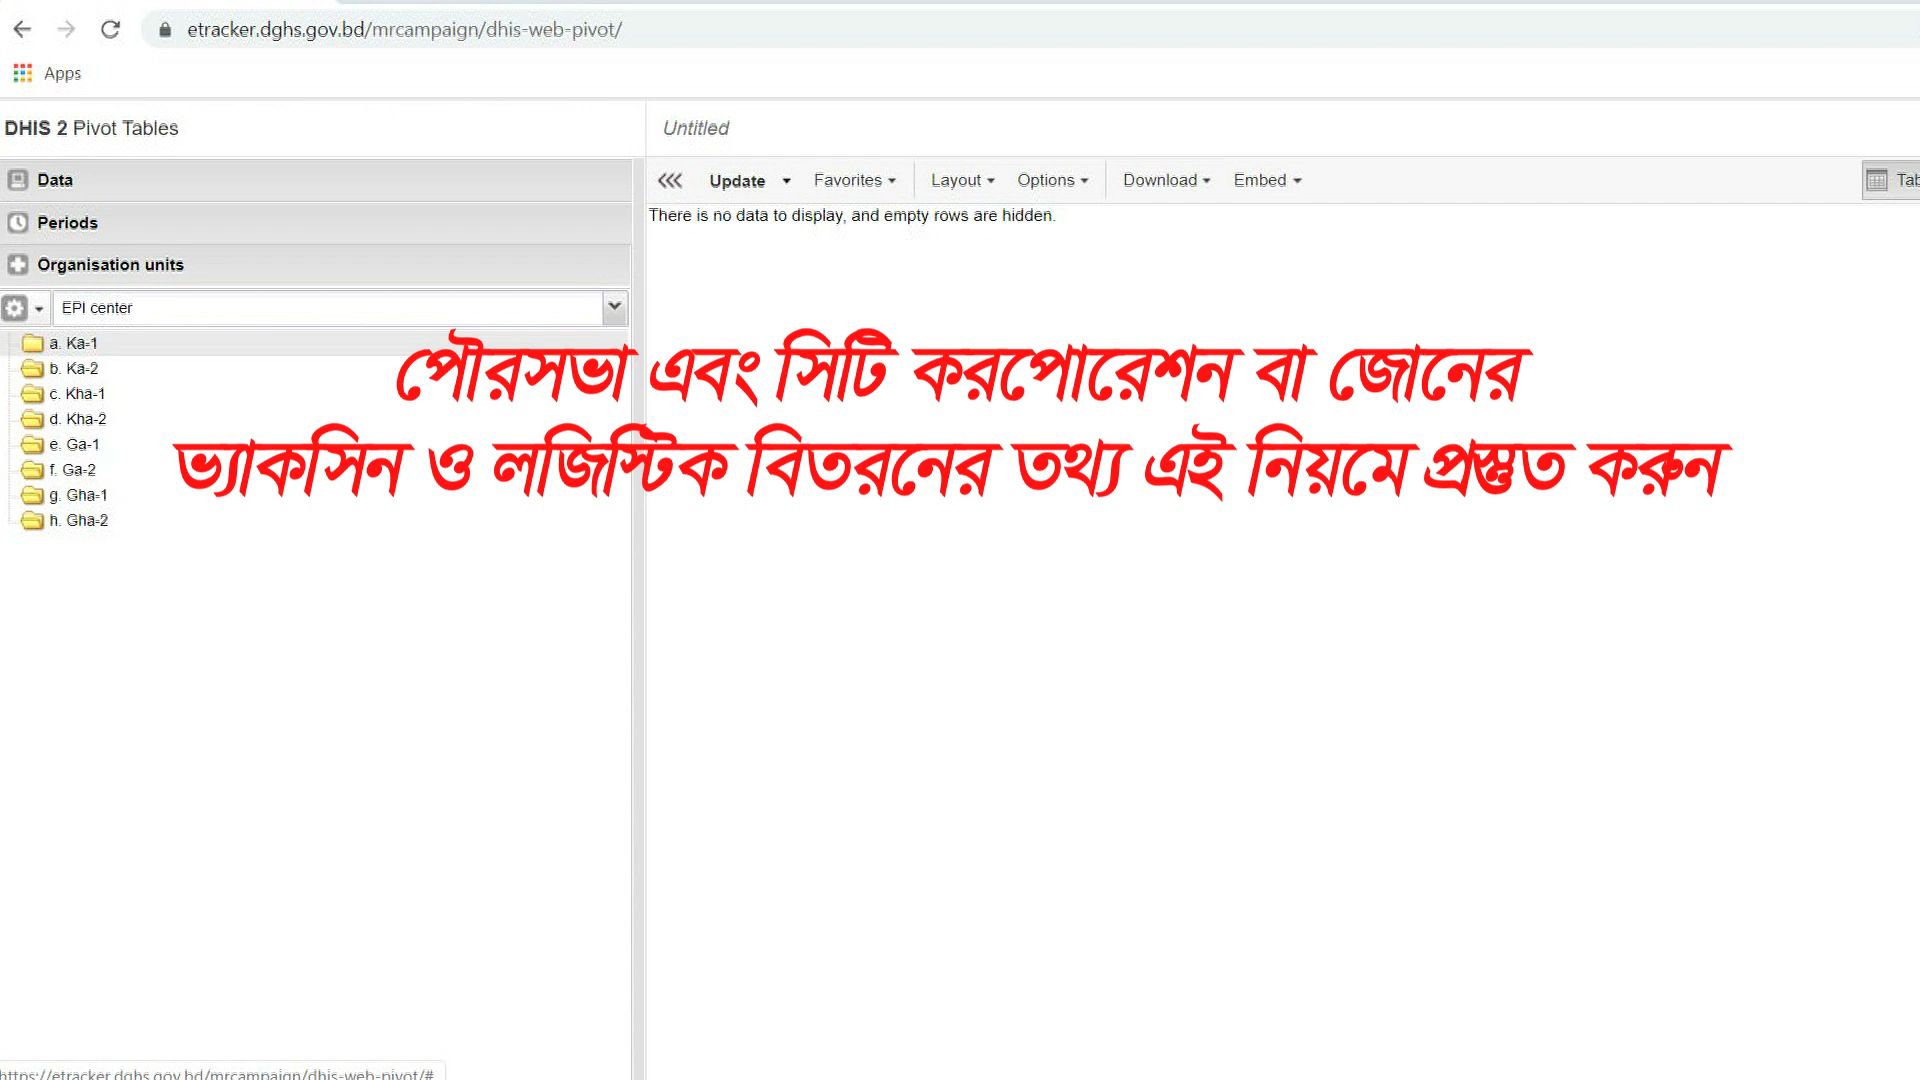 etracker.dghs.gov.bd/mrcampaign/dhis-web-pivot/
Apps
DHIS 2 Pivot Tables
Untitled
Data
Update Favorites Layout Options Download Embed
Periods
There is no data to display, and empty rows are hidden.
Organisation units
EPI center
a. Ka-1
b. Ka-2
c. Kha-1
d. Kha-2
e. Ga-1
f. Ga-2
g. Gha-1
h. Gha-2
পৌরসভা এবং সিটি করপোরেশন বা জোনের
ভ্যাকসিন ও লজিস্টিক বিতরনের তথ্য এই নিয়মে প্রস্তুত করুন
https://etracker.dghs.gov.bd/mrcampaign/dhis-web-pivot/#